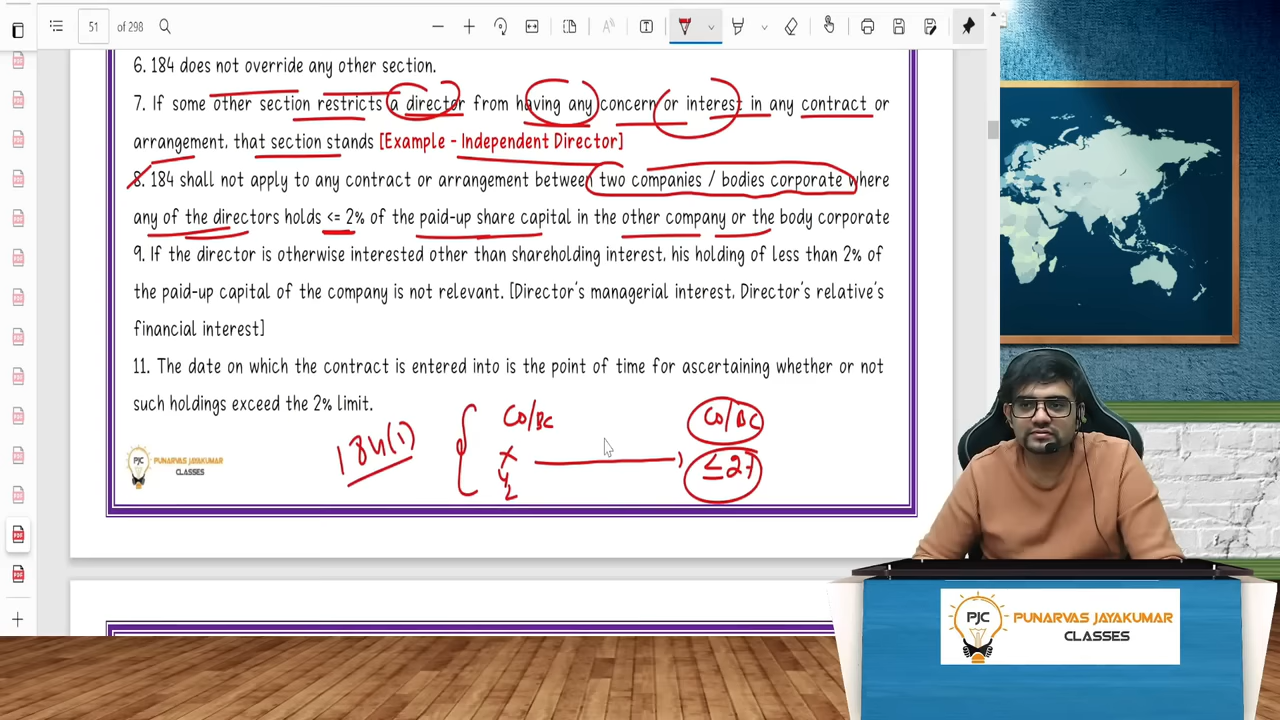 51 of 298
6. 184 does not override any other section.
7. If some other section restricts a director from having any concern or interest in any contract or
arrangement, that section stands [Example - Independent Director]
8. 184 shall not apply to any contract or arrangement between two companies / bodies corporate where
any of the directors holds <= 2% of the paid-up share capital in the other company or the body corporate
9. If the director is otherwise interested other than shareholding interest, his holding of less than 2% of
the paid-up capital of the company is not relevant. [Director's managerial interest, Director's relative's
financial interest]
11. The date on which the contract is entered into is the point of time for ascertaining whether or not
such holdings exceed the 2% limit.
184(1)
CO/BC
CO/BC
X
≤ 2%
Y
Z
PJC
PUNARVAS JAYAKUMAR
CLASSES
PJC
PUNARVAS JAYAKUMAR
CLASSES